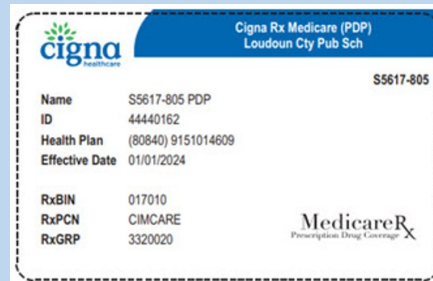 cigna
healthcare
Cigna Rx Medicare (PDP)
Loudoun Cty Pub Sch
S5617-805
Name S5617-805 PDP
ID 44440162
Health Plan (80840) 9151014609
Effective Date 01/01/2024
RxBIN 017010
RxPCN CIMCARE
RxGRP 3320020
MedicareRx
Prescription Drug Coverage